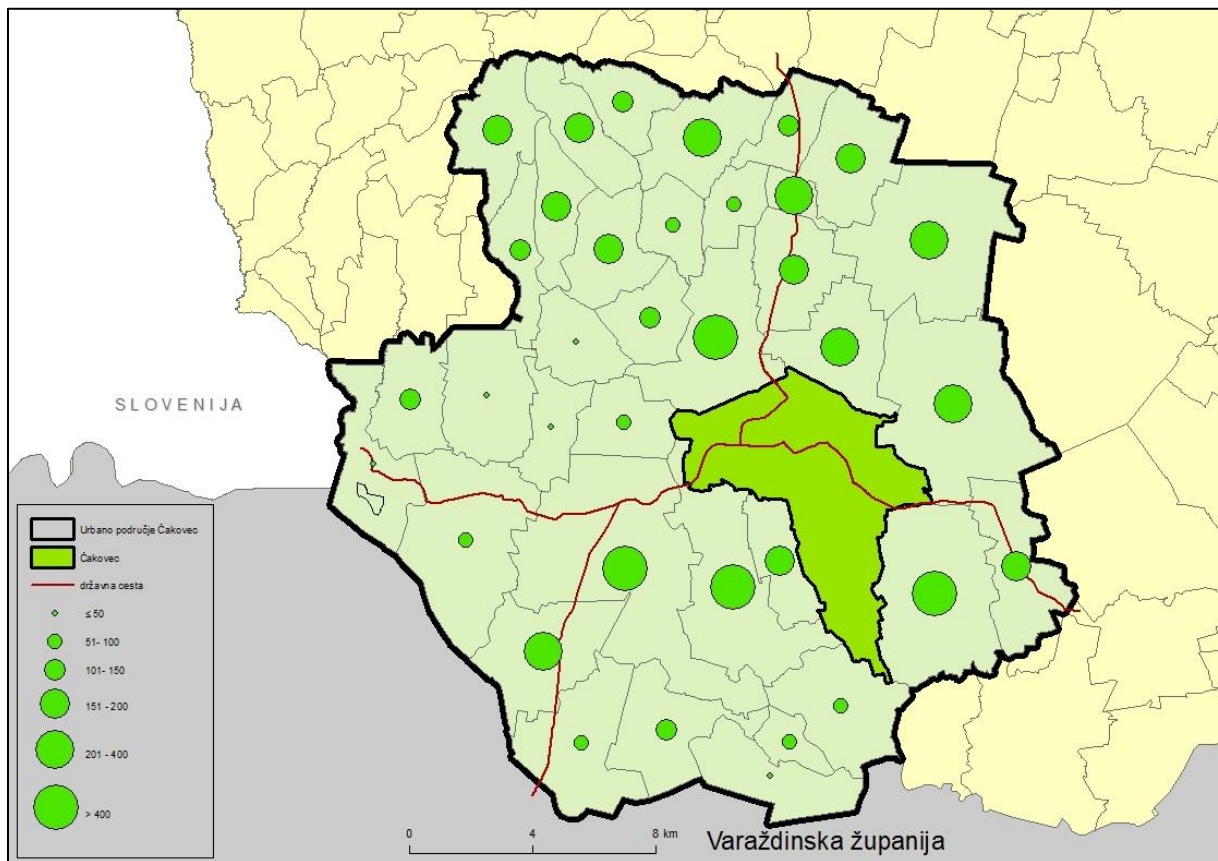 SLOVENIJA
Urbano područje Čakovec
Čakovec
državna cesta
≤ 50
51- 100
101- 150
151 - 200
201 - 400
> 400
0 4 8 km
Varaždinska županija